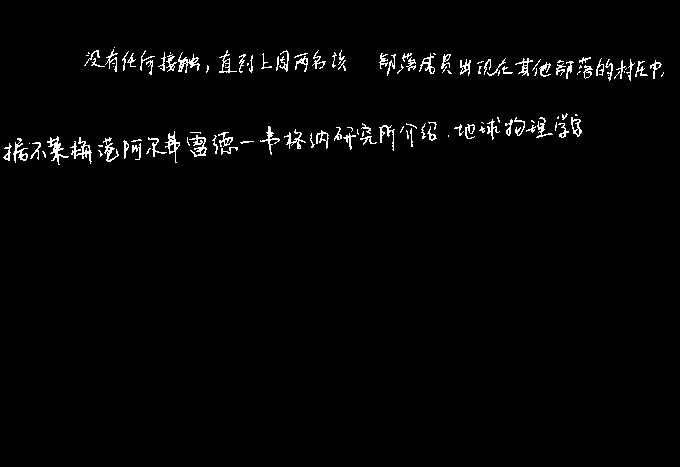 没有任何接触，直到上周两名该 部落成员出现在其他部落的村庄中，
据不莱梅港阿尔弗雷德一韦格纳研究所介绍．地球物理学家